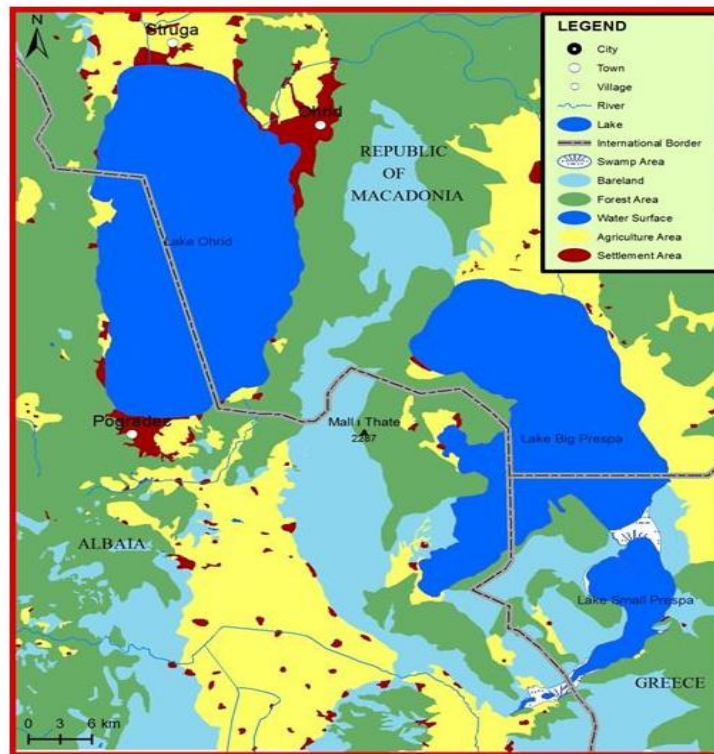 N
Struga
Ohrid
REPUBLIC
OF
MACADONIA
Lake Ohrid
Pogradec
Mall i Thate
2287
Lake Big Prespa
ALBAIA
Lake Small Prespa
GREECE
0 3 6 km
LEGEND
City
Town
Village
River
Lake
International Border
Swamp Area
Bareland
Forest Area
Water Surface
Agriculture Area
Settlement Area